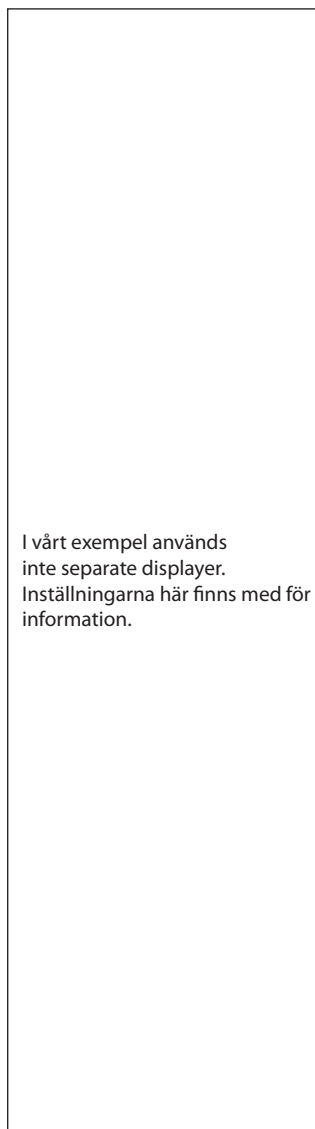 I vårt exempel används
inte separate displayer.
Inställningarna här finns med för
information.